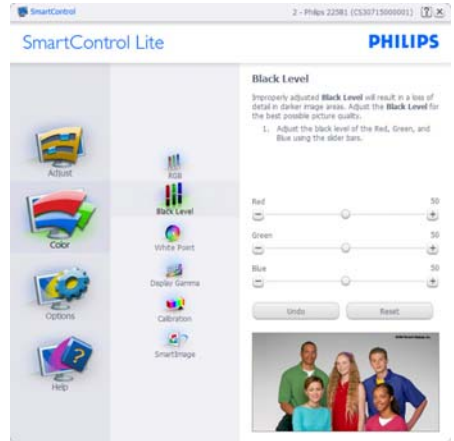 SmartControl
2 - Philips 225B1 (CS30715000001)
SmartControl Lite
PHILIPS
Adjust
Color
Options
Help
RGB
Black Level
White Point
Display Gamma
Calibration
SmartImage
Black Level
Improperly adjusted Black Level will result in a loss of
detail in darker image areas. Adjust the Black Level for
the best possible picture quality.
1. Adjust the black level of the Red, Green, and
Blue using the slider bars.
Red 50
Green 50
Blue 50
Undo
Reset